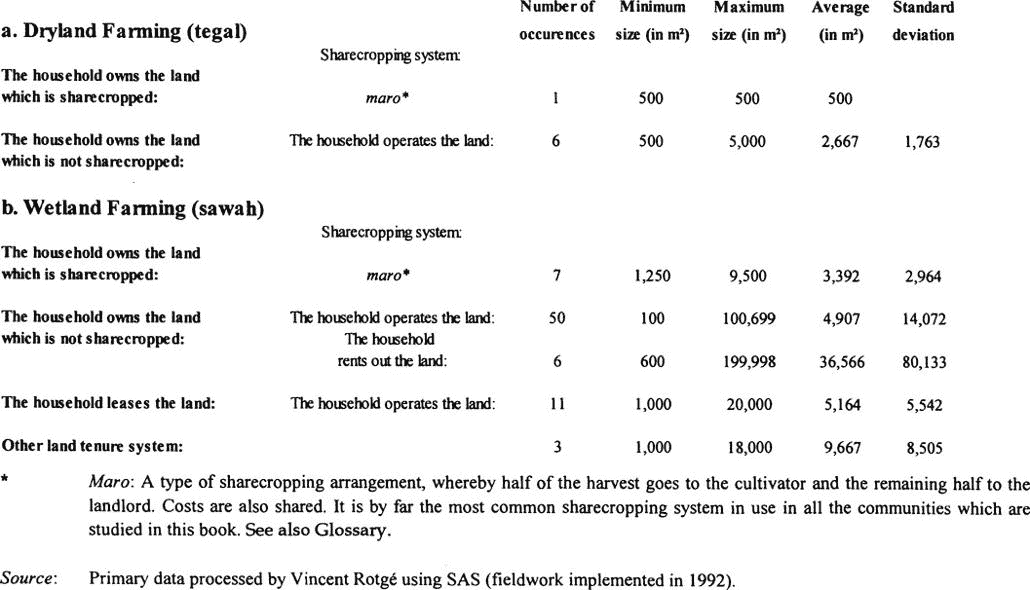 Number of Minimum Maximum Average Standard
a. Dryland Farming (tegal) occurences size (in m²) size (in m²) (in m²) deviation
Sharecropping system:
The household owns the land
which is sharecropped: maro* 1 500 500 500
The household owns the land The household operates the land: 6 500 5,000 2,667 1,763
which is not sharecropped:
b. Wetland Farming (sawah)
Sharecropping system:
The household owns the land
which is sharecropped: maro* 7 1,250 9,500 3,392 2,964
The household owns the land The household operates the land: 50 100 100,699 4,907 14,072
which is not sharecropped: The household
rents out the land: 6 600 199,998 36,566 80,133
The household leases the land: The household operates the land: 11 1,000 20,000 5,164 5,542
Other land tenure system: 3 1,000 18,000 9,667 8,505
* Maro: A type of sharecropping arrangement, whereby half of the harvest goes to the cultivator and the remaining half to the
landlord. Costs are also shared. It is by far the most common sharecropping system in use in all the communities which are
studied in this book. See also Glossary.
Source: Primary data processed by Vincent Rotgé using SAS (fieldwork implemented in 1992).